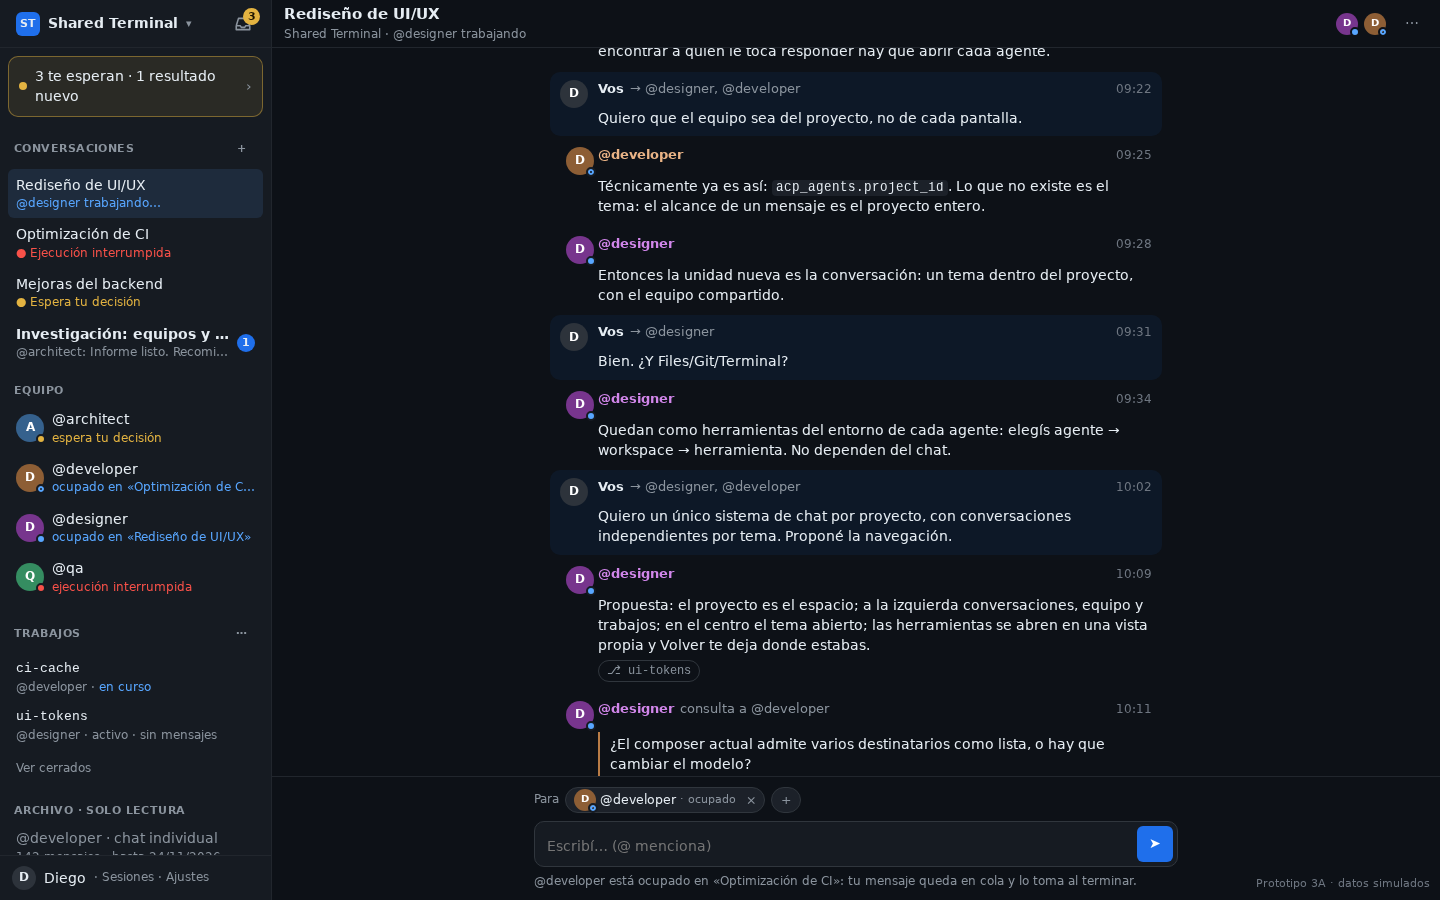 ST Shared Terminal ▾ 3
3 te esperan · 1 resultado
nuevo ›
CONVERSACIONES +
Rediseño de UI/UX
@designer trabajando…
Optimización de CI
Ejecución interrumpida
Mejoras del backend
Espera tu decisión
Investigación: equipos y …
@architect: Informe listo. Recomi… 1
EQUIPO
A @architect
espera tu decisión
D @developer
ocupado en «Optimización de C…
D @designer
ocupado en «Rediseño de UI/UX»
Q @qa
ejecución interrumpida
TRABAJOS ···
ci-cache
@developer · en curso
ui-tokens
@designer · activo · sin mensajes
Ver cerrados
ARCHIVO · SOLO LECTURA
@developer · chat individual
D Diego · Sesiones · Ajustes
Rediseño de UI/UX
Shared Terminal · @designer trabajando
D D ···
encontrar a quien le toca responder hay que abrir cada agente.
D Vos → @designer, @developer 09:22
Quiero que el equipo sea del proyecto, no de cada pantalla.
D @developer 09:25
Técnicamente ya es así: acp_agents.project_id. Lo que no existe es el
tema: el alcance de un mensaje es el proyecto entero.
D @designer 09:28
Entonces la unidad nueva es la conversación: un tema dentro del proyecto,
con el equipo compartido.
D Vos → @designer 09:31
Bien. ¿Y Files/Git/Terminal?
D @designer 09:34
Quedan como herramientas del entorno de cada agente: elegís agente →
workspace → herramienta. No dependen del chat.
D Vos → @designer, @developer 10:02
Quiero un único sistema de chat por proyecto, con conversaciones
independientes por tema. Proponé la navegación.
D @designer 10:09
Propuesta: el proyecto es el espacio; a la izquierda conversaciones, equipo y
trabajos; en el centro el tema abierto; las herramientas se abren en una vista
propia y Volver te deja donde estabas.
ui-tokens
D @designer consulta a @developer 10:11
¿El composer actual admite varios destinatarios como lista, o hay que
cambiar el modelo?
Para D @developer · ocupado × +
Escribí… (@ menciona) ➤
@developer está ocupado en «Optimización de CI»: tu mensaje queda en cola y lo toma al terminar.
Prototipo 3A · datos simulados